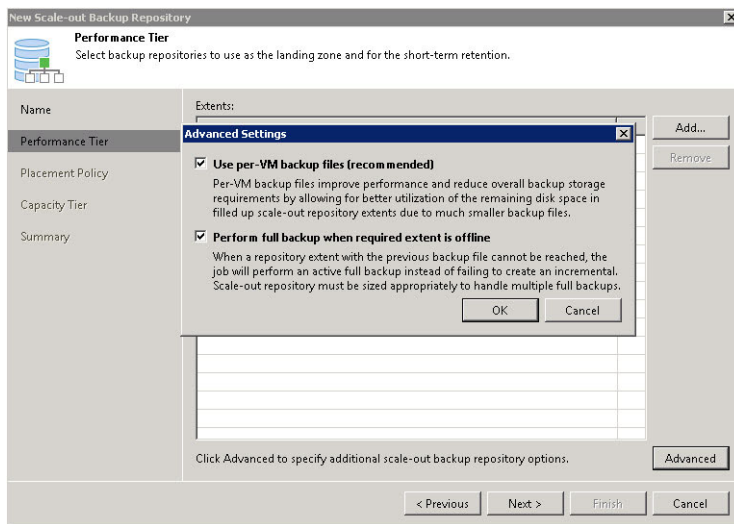 New Scale-out Backup Repository
Performance Tier
Select backup repositories to use as the landing zone and for the short-term retention.
Name
Performance Tier
Placement Policy
Capacity Tier
Summary
Extents:
Add...
Remove
Advanced Settings
Use per-VM backup files (recommended)
Per-VM backup files improve performance and reduce overall backup storage
requirements by allowing for better utilization of the remaining disk space in
filled up scale-out repository extents due to much smaller backup files.
Perform full backup when required extent is offline
When a repository extent with the previous backup file cannot be reached, the
job will perform an active full backup instead of failing to create an incremental.
Scale-out repository must be sized appropriately to handle multiple full backups.
OK
Cancel
Click Advanced to specify additional scale-out backup repository options.
Advanced
< Previous
Next >
Finish
Cancel